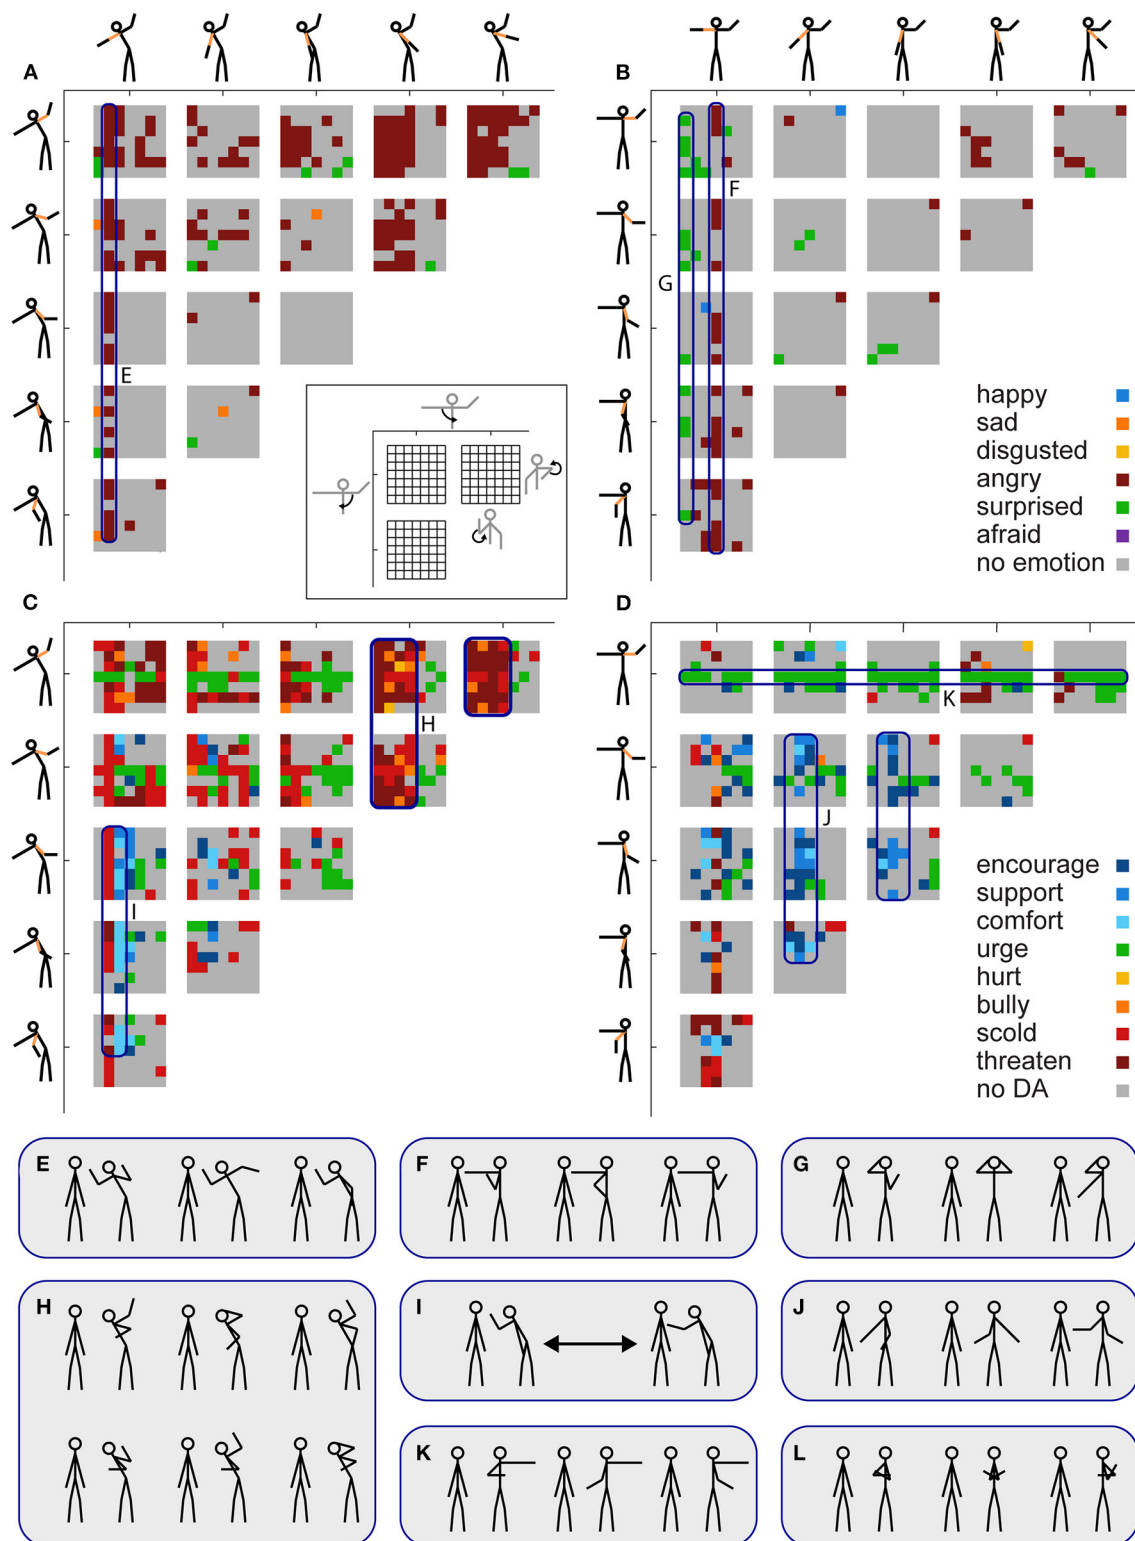 A
B
F
G
E
happy
sad
disgusted
angry
surprised
afraid
no emotion
C
D
H
K
J
I
encourage
support
comfort
urge
hurt
bully
scold
threaten
no DA
E
F
G
H
I
J
K
L